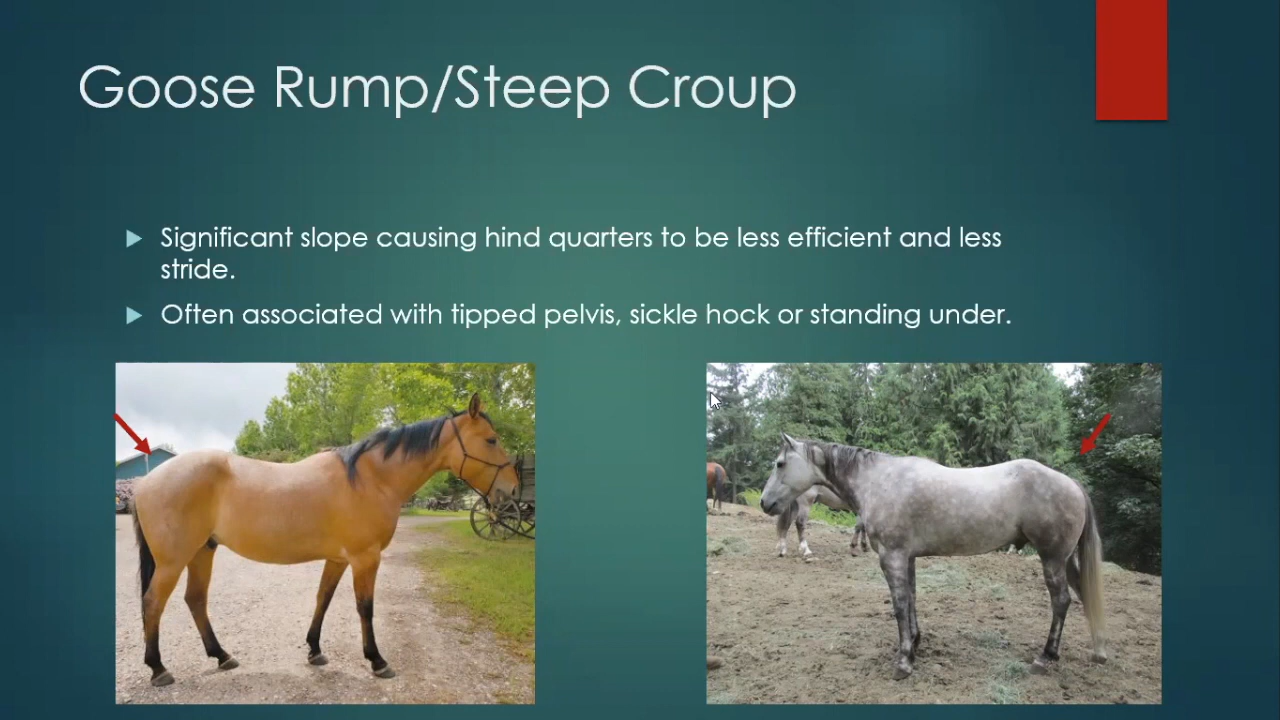 Goose Rump/Steep Croup
Significant slope causing hind quarters to be less efficient and less
stride.
Often associated with tipped pelvis, sickle hock or standing under.